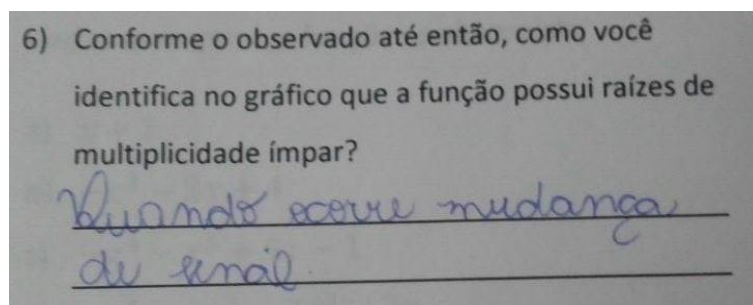 6) Conforme o observado até então, como você
identifica no gráfico que a função possui raízes de
multiplicidade ímpar?
Quando ocorre mudança
de sinal.